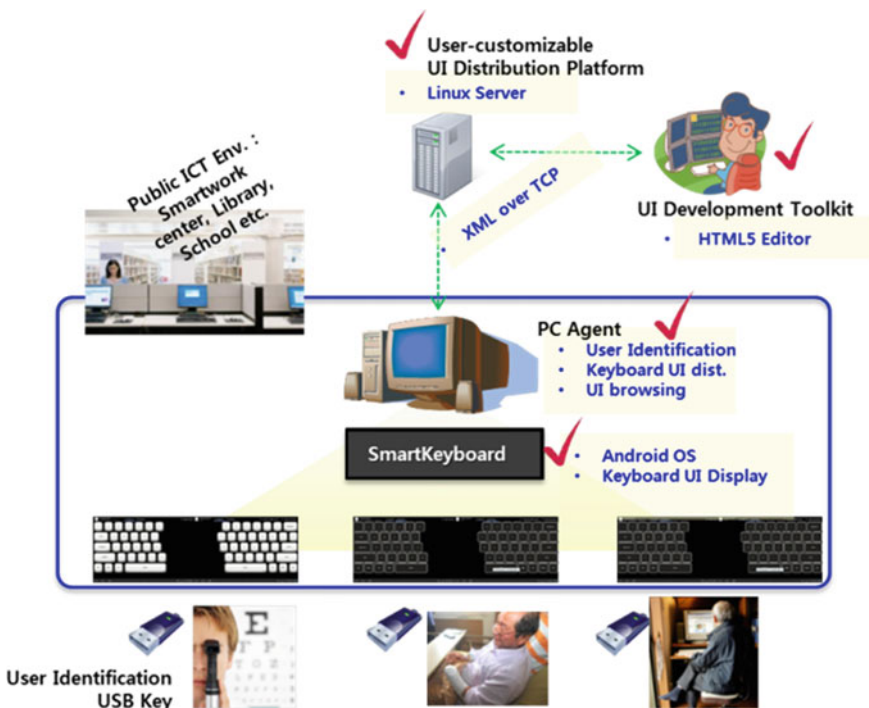 User-customizable
UI Distribution Platform
• Linux Server
Public ICT Env. :
Smartwork
center, Library,
School etc.
• XML over TCP
UI Development Toolkit
• HTML5 Editor
PC Agent
• User Identification
• Keyboard UI dist.
• UI browsing
SmartKeyboard
• Android OS
• Keyboard UI Display
E
User Identification
USB Key